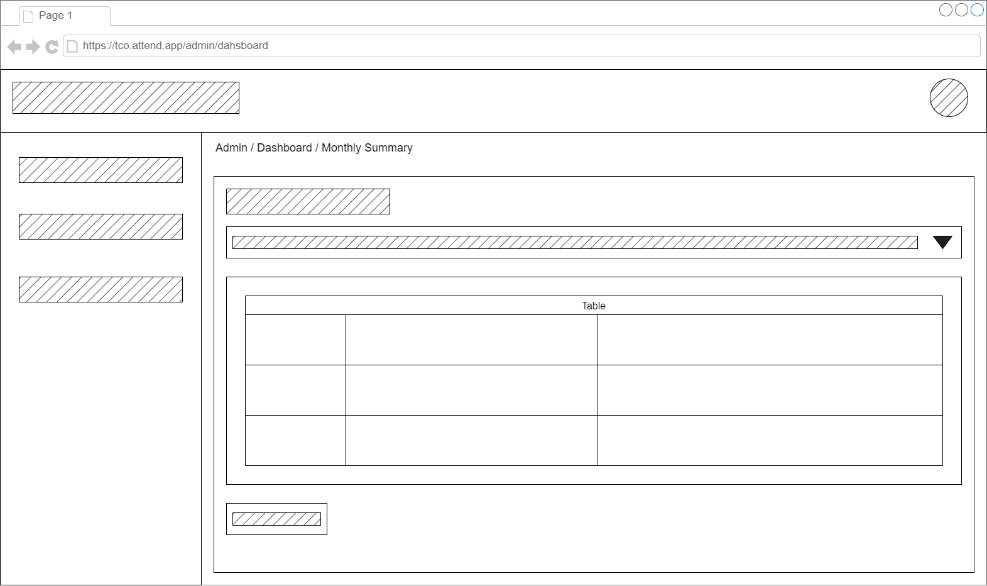 Page 1
https://tco.attend.app/admin/dahsboard
Admin / Dashboard / Monthly Summary
Table